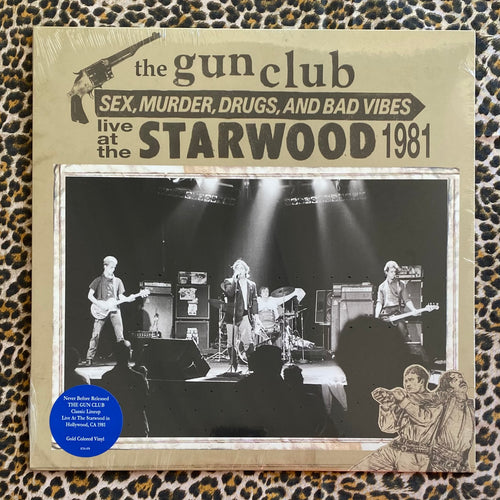 the gun club
SEX, MURDER, DRUGS, AND BAD VIBES
live
at
the
STARWOOD 1981
Never Before Released
THE GUN CLUB
Classic Lineup
Live At The Starwood in
Hollywood, CA 1981
Gold Colored Vinyl